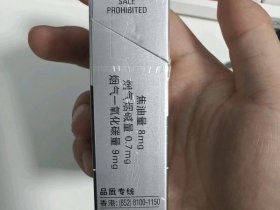 SALE
PROHIBITED
焦油量 8mg
烟气烟碱量 0.7mg
烟气一氧化碳量 9mg
品质专线
香港: (852) 8100-1150